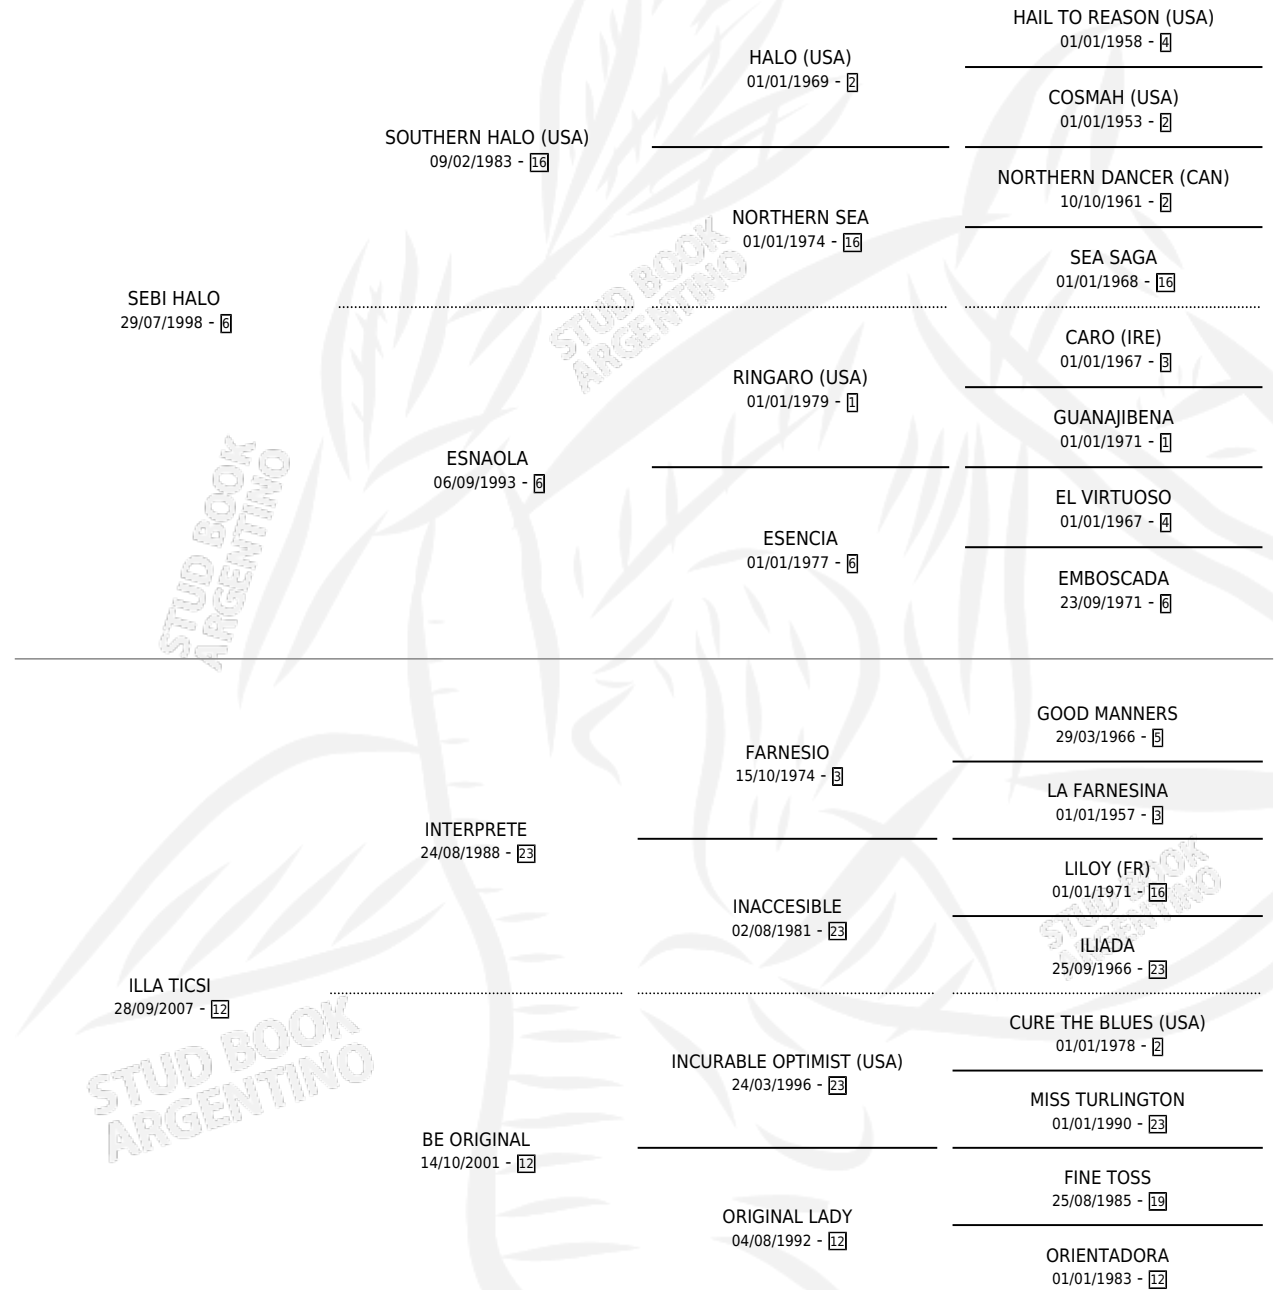 HAIL TO REASON (USA)
01/01/1958 - 4
HALO (USA)
01/01/1969 - 2
COSMAH (USA)
01/01/1953 - 2
SOUTHERN HALO (USA)
09/02/1983 - 16
NORTHERN DANCER (CAN)
10/10/1961 - 2
NORTHERN SEA
01/01/1974 - 16
SEA SAGA
01/01/1968 - 16
SEBI HALO
29/07/1998 - 6
CARO (IRE)
01/01/1967 - 3
RINGARO (USA)
01/01/1979 - 1
GUANAJIBENA
01/01/1971 - 1
ESNAOLA
06/09/1993 - 6
EL VIRTUOSO
01/01/1967 - 4
ESENCIA
01/01/1977 - 6
EMBOSCADA
23/09/1971 - 6
STUD BOOK
ARGENTINO
STUD BOOK
ARGENTINO
GOOD MANNERS
29/03/1966 - 5
FARNESIO
15/10/1974 - 3
LA FARNESINA
01/01/1957 - 3
INTERPRETE
24/08/1988 - 23
LILOY (FR)
01/01/1971 - 16
INACCESIBLE
02/08/1981 - 23
ILIADA
25/09/1966 - 23
ILLA TICSI
28/09/2007 - 12
CURE THE BLUES (USA)
01/01/1978 - 2
INCURABLE OPTIMIST (USA)
24/03/1996 - 23
MISS TURLINGTON
01/01/1990 - 23
BE ORIGINAL
14/10/2001 - 12
FINE TOSS
25/08/1985 - 19
ORIGINAL LADY
04/08/1992 - 12
ORIENTADORA
01/01/1983 - 12
STUD BOOK
ARGENTINO
STUD BOOK
ARGENTINO